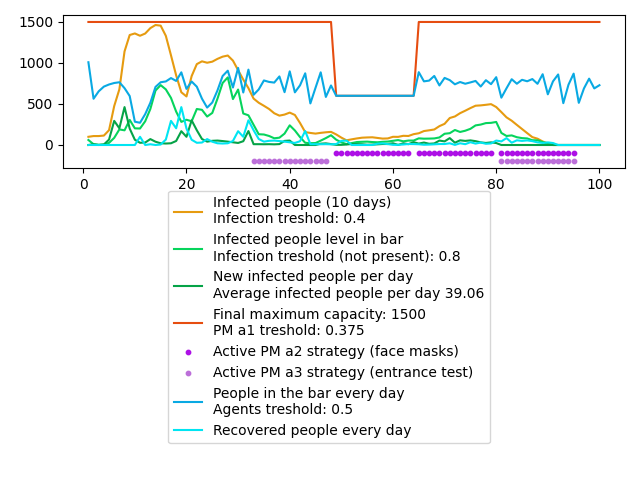 1500
1000
500
0
0
20
40
60
80
100
Infected people (10 days)
Infection treshold: 0.4
Infected people level in bar
Infection treshold (not present): 0.8
New infected people per day
Average infected people per day 39.06
Final maximum capacity: 1500
PM a1 treshold: 0.375
Active PM a2 strategy (face masks)
Active PM a3 strategy (entrance test)
People in the bar every day
Agents treshold: 0.5
Recovered people every day